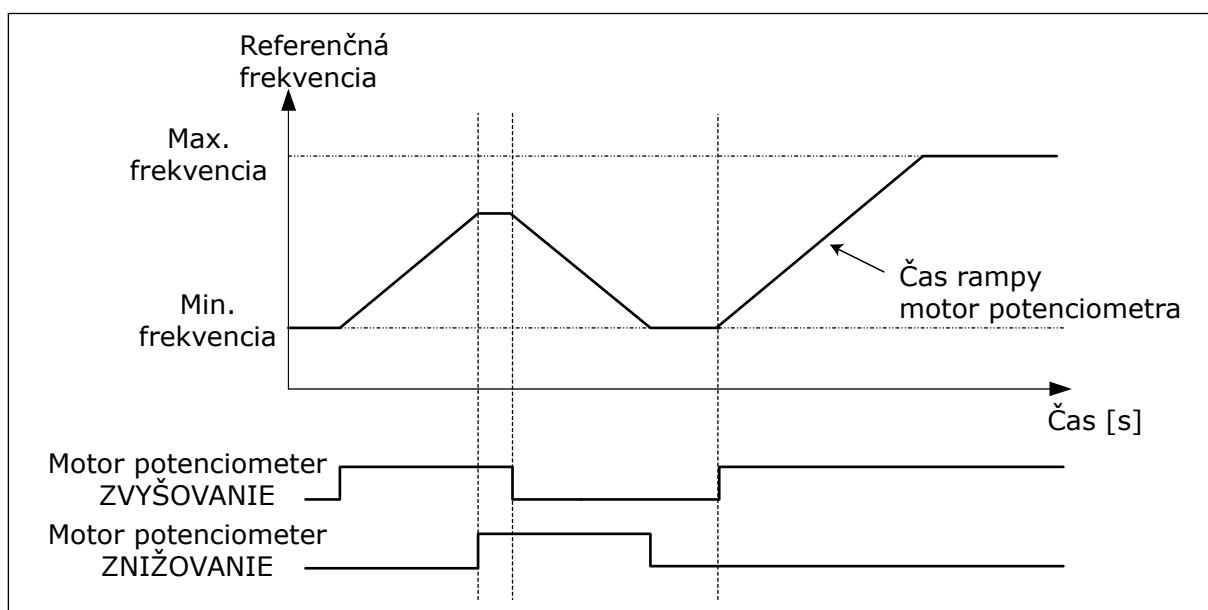 Referenčná
frekvencia
Max.
frekvencia
Min.
frekvencia
Čas rampy
motor potenciometra
Čas [s]
Motor potenciometer
ZVYŠOVANIE
Motor potenciometer
ZNIŽOVANIE